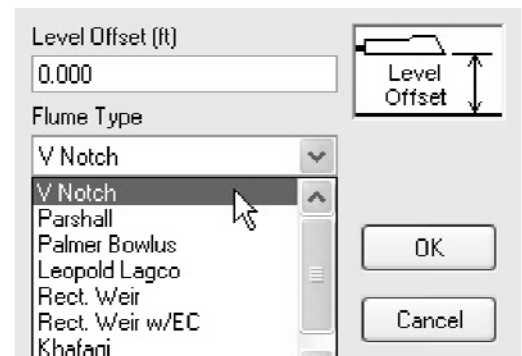 Level Offset (ft)
0.000
Level
Offset
Flume Type
V Notch
V Notch
Parshall
Palmer Bowlus
Leopold Lagco
Rect. Weir
Rect. Weir w/EC
Khafagi
OK
Cancel